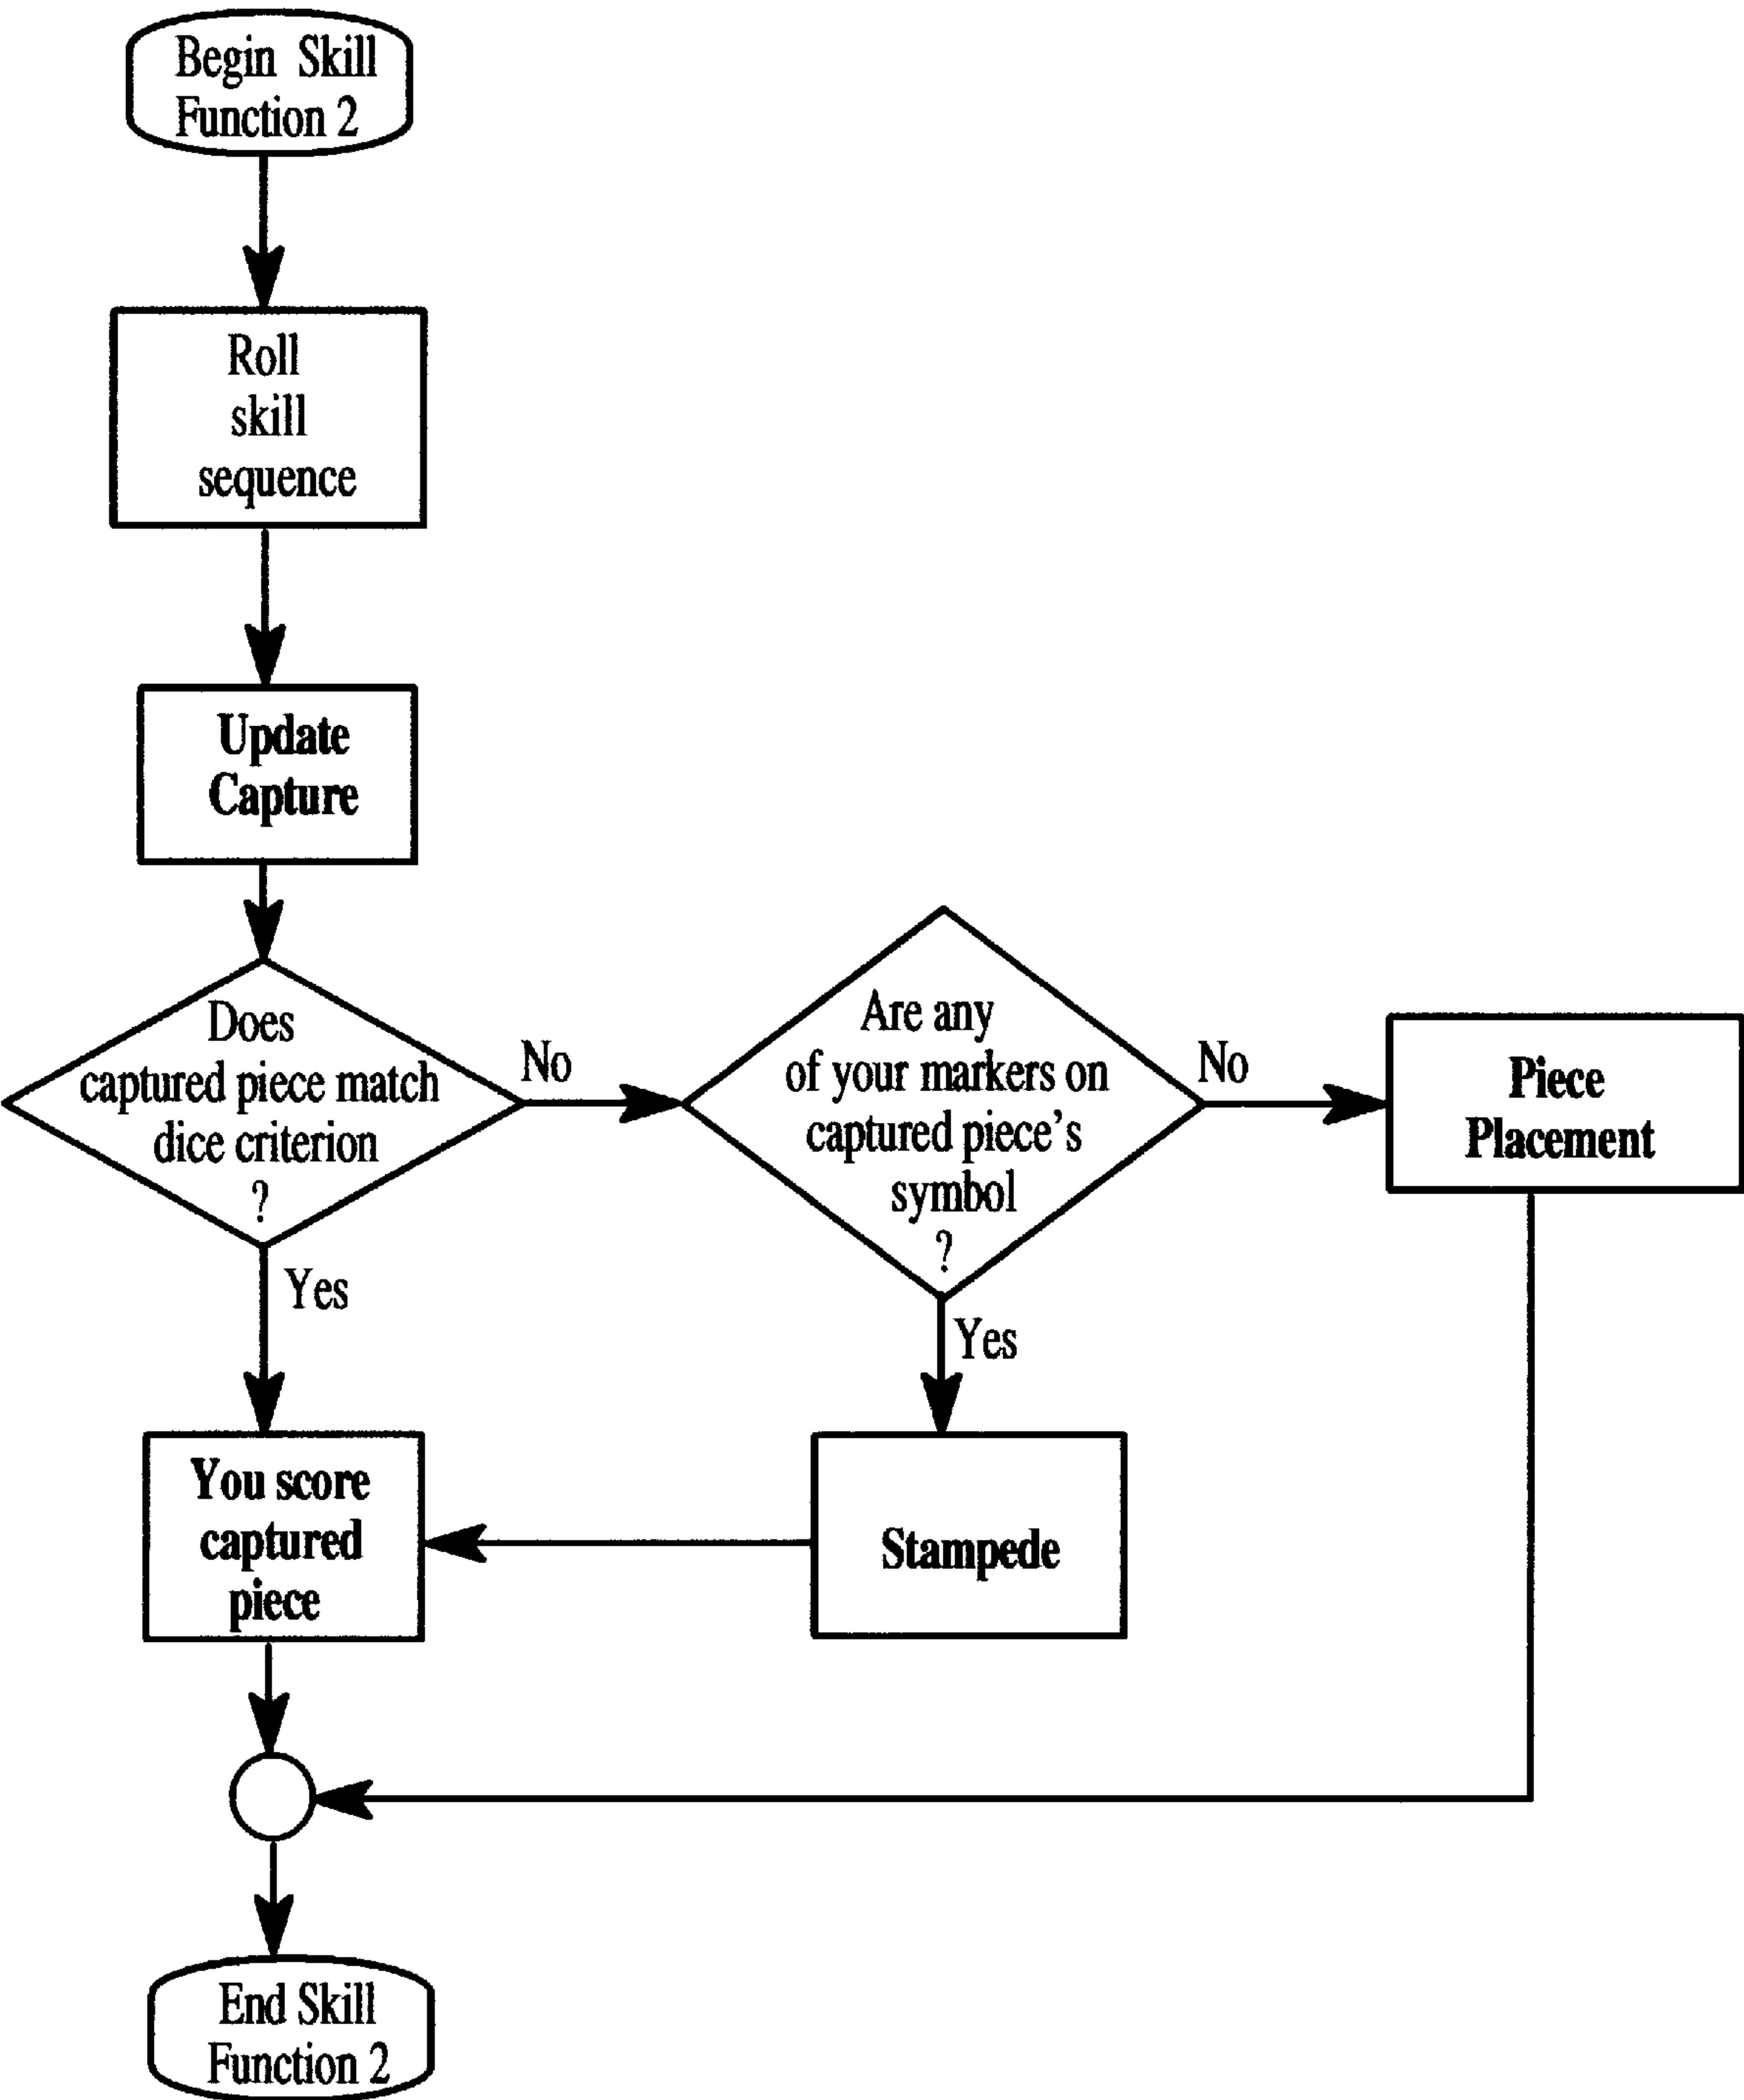 Begin Skill
Function 2
Roll
skill
sequence
Update
Capture
Does
captured piece match
dice criterion
?
No
Are any
of your markers on
captured piece's
symbol
?
No
Piece
Placement
Yes
Yes
You score
captured
piece
Stampede
End Skill
Function 2